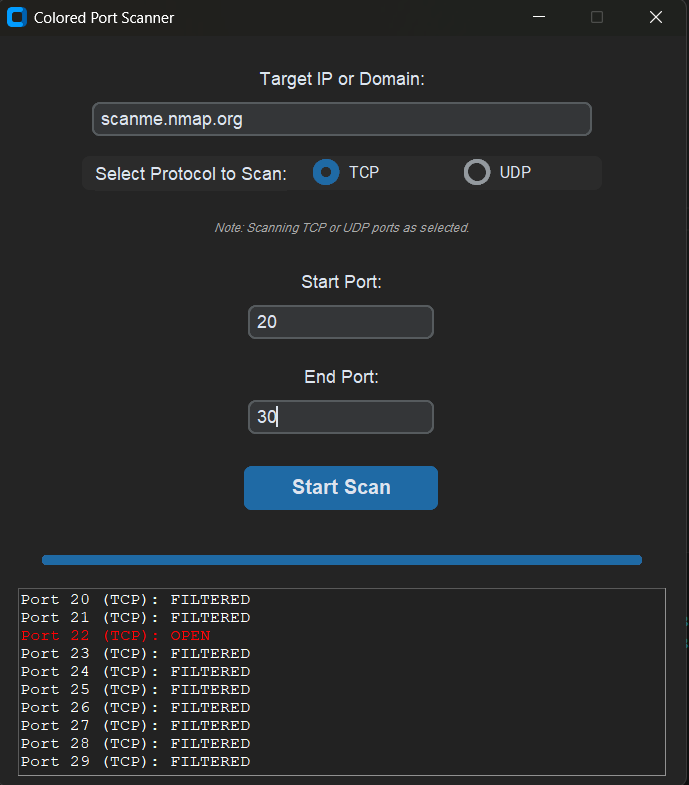 Colored Port Scanner
Target IP or Domain:
scanme.nmap.org
Select Protocol to Scan: TCP UDP
Note: Scanning TCP or UDP ports as selected.
Start Port:
20
End Port:
30
Start Scan
Port 20 (TCP): FILTERED
Port 21 (TCP): FILTERED
Port 22 (TCP): OPEN
Port 23 (TCP): FILTERED
Port 24 (TCP): FILTERED
Port 25 (TCP): FILTERED
Port 26 (TCP): FILTERED
Port 27 (TCP): FILTERED
Port 28 (TCP): FILTERED
Port 29 (TCP): FILTERED